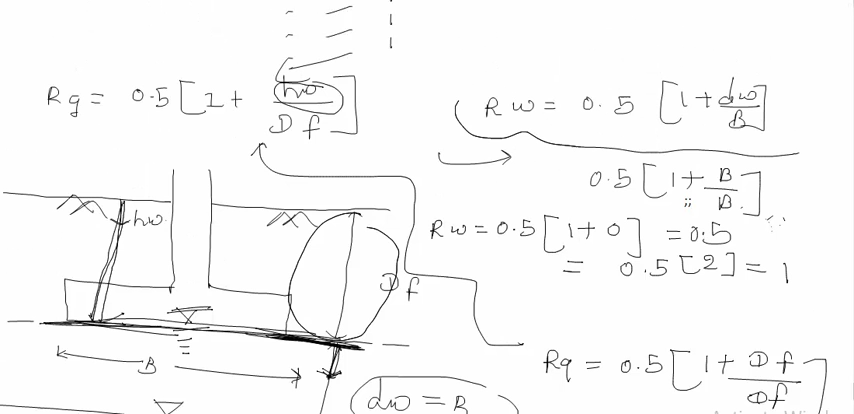 Rq = 0.5 [1 + hw/Df]
Rw = 0.5 [1 + dw/B]
0.5 [1 + B/B]
hw
Rw = 0.5 [1 + 0] = 0.5
= 0.5 [2] = 1
Df
B
Rq = 0.5 [1 + Df/Df
dw = B